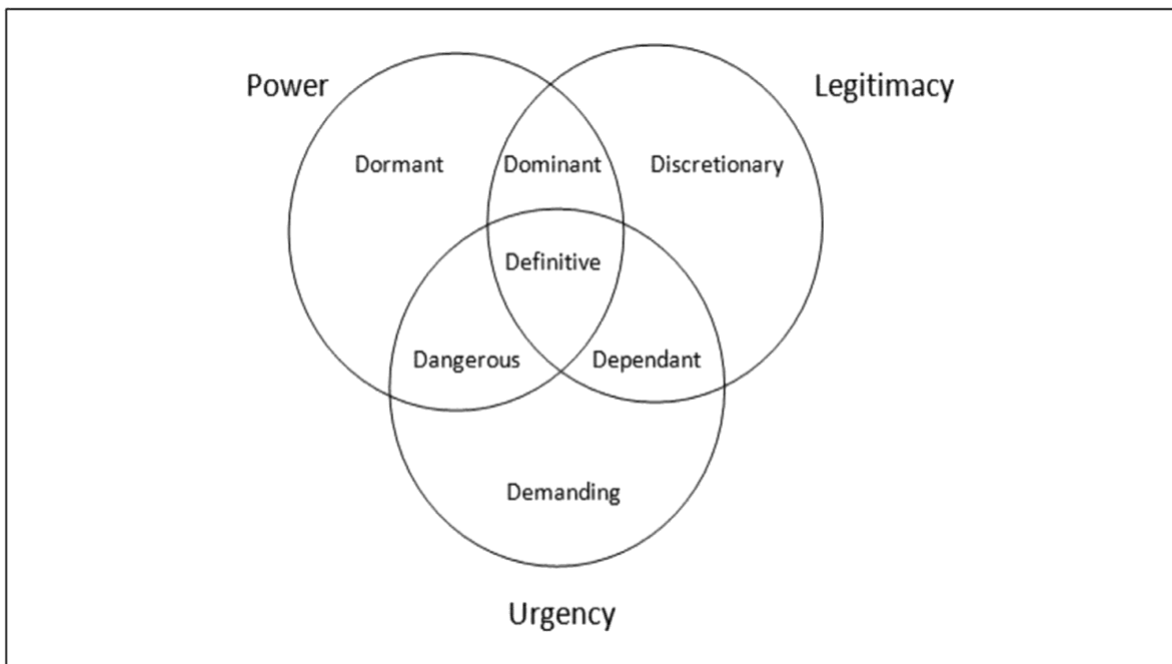 Power
Legitimacy
Dormant
Dominant
Discretionary
Definitive
Dangerous
Dependant
Demanding
Urgency